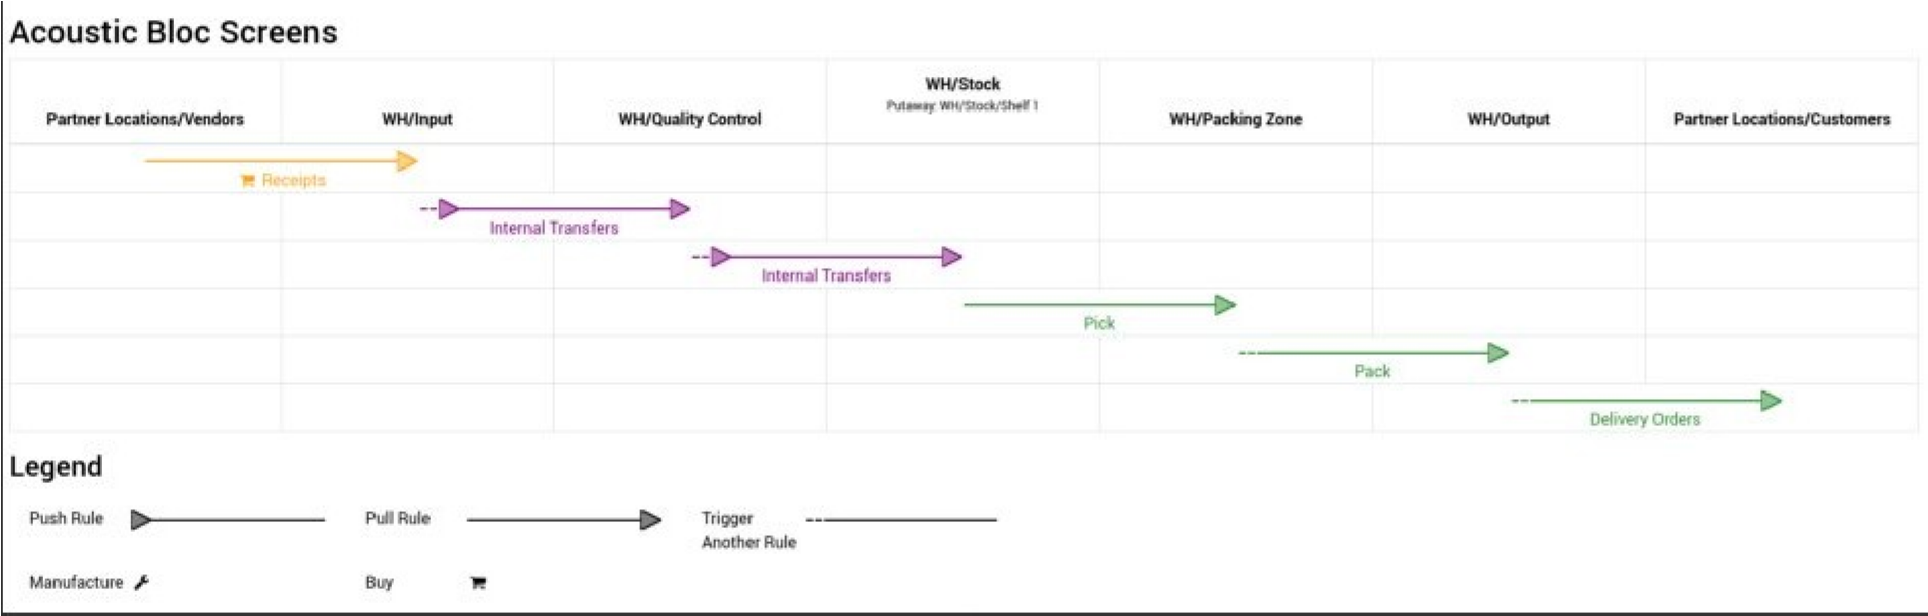 Acoustic Bloc Screens
Partner Locations/Vendors
WH/Input
WH/Quality Control
WH/Stock
Putaway: WH/Stock/Shelf 1
WH/Packing Zone
WH/Output
Partner Locations/Customers
Receipts
Internal Transfers
Internal Transfers
Pick
Pack
Delivery Orders
Legend
Push Rule
Pull Rule
Trigger
Another Rule
Manufacture
Buy